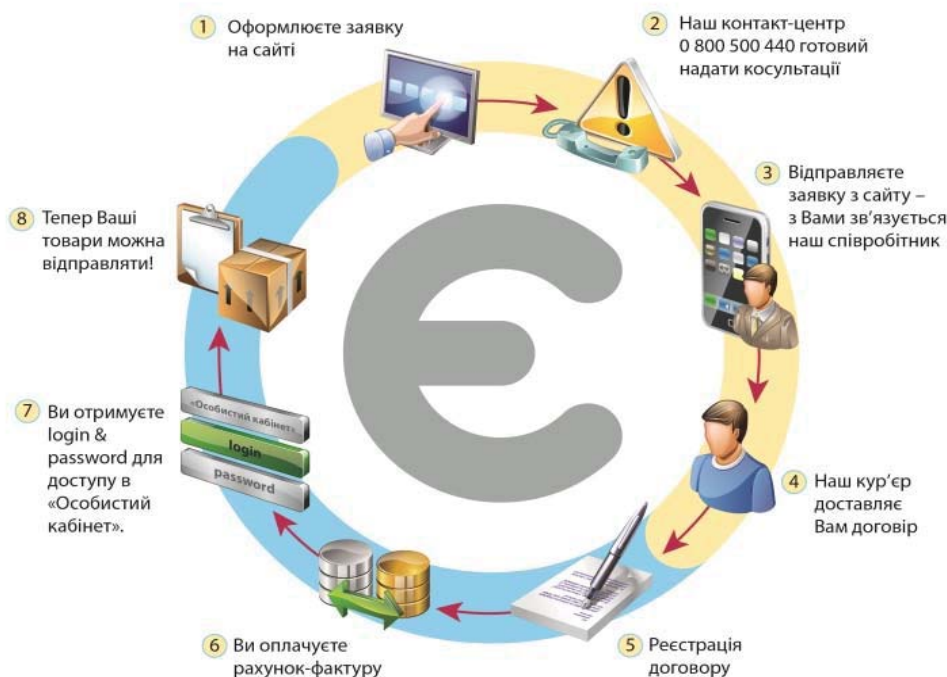 1 Оформлюєте заявку
на сайті
2 Наш контакт-центр
0 800 500 440 готовий
надати косультації
3 Відправляєте
заявку з сайту –
з Вами зв’язується
наш співробітник
4 Наш кур’єр
доставляє
Вам договір
5 Реєстрація
договору
6 Ви оплачуєте
рахунок-фактуру
7 Ви отримуєте
login &
password для
доступу в
«Особистий
кабінет».
8 Тепер Ваші
товари можна
відправляти!
«Особистий кабінет»
login
password
є